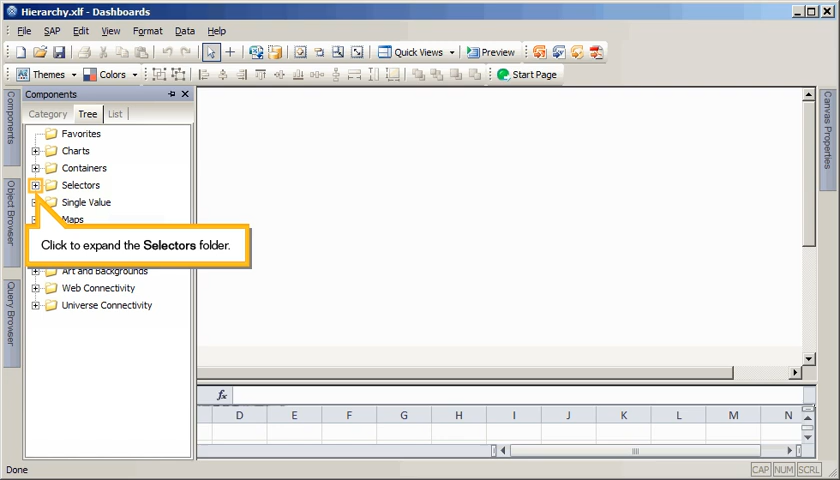 Hierarchy.xlf - Dashboards
File SAP Edit View Format Data Help
Quick Views Preview
Themes Colors Start Page
Components
Category Tree List
Favorites
Charts
Containers
Selectors
Single Value
Maps
Click to expand the Selectors folder.
Art and Backgrounds
Web Connectivity
Universe Connectivity
Components
Object Browser
Query Browser
Canvas Properties
fx
D E F G H I J K L M N
Done
CAP NUM SCRL